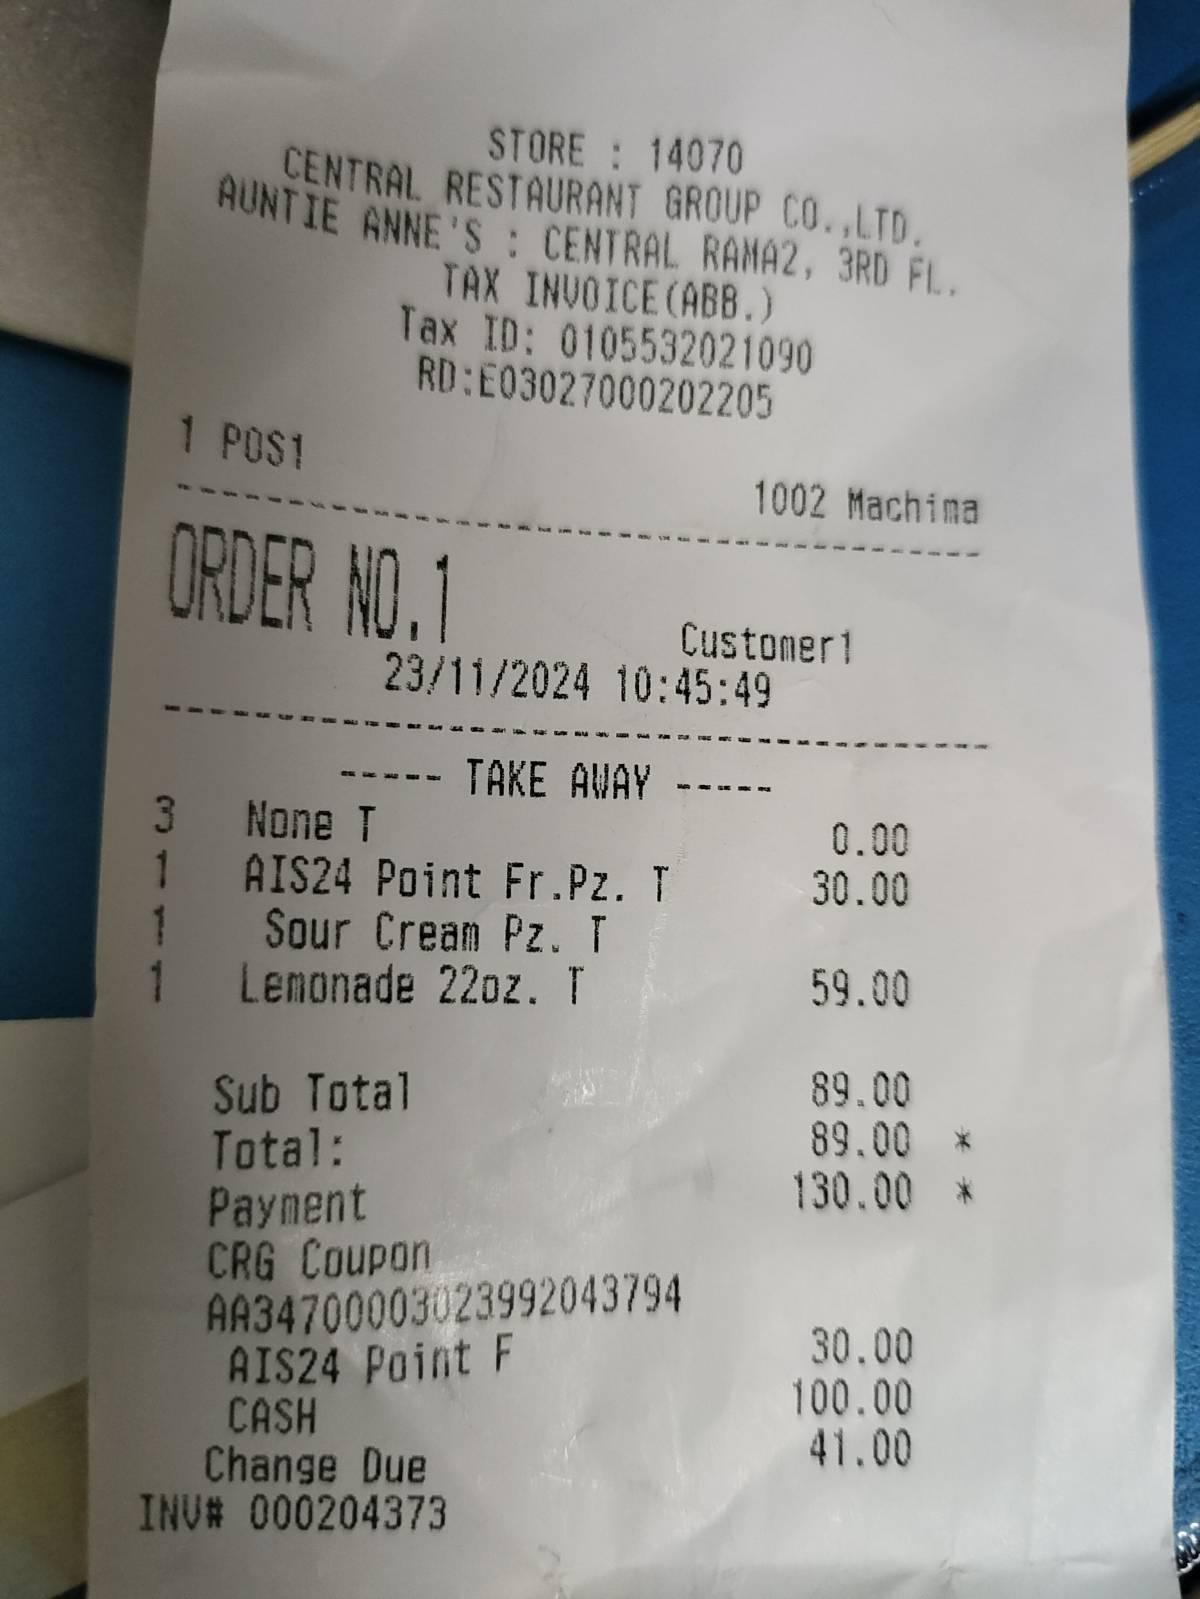 STORE : 14070
CENTRAL RESTAURANT GROUP CO.,LTD.
AUNTIE ANNE'S : CENTRAL RAMA2, 3RD FL.
TAX INVOICE(ABB.)
Tax ID: 0105532021090
RD:E03027000202205
1 POS1
1002 Machima
ORDER NO.1
Customer1
23/11/2024 10:45:49
----- TAKE AWAY -----
3 None T 0.00
1 AIS24 Point Fr.Pz. T 30.00
1 Sour Cream Pz. T
1 Lemonade 22oz. T 59.00
Sub Total 89.00
Total: 89.00 *
Payment 130.00 *
CRG Coupon
AA34700003023992043794
AIS24 Point F 30.00
CASH 100.00
Change Due 41.00
INV# 000204373